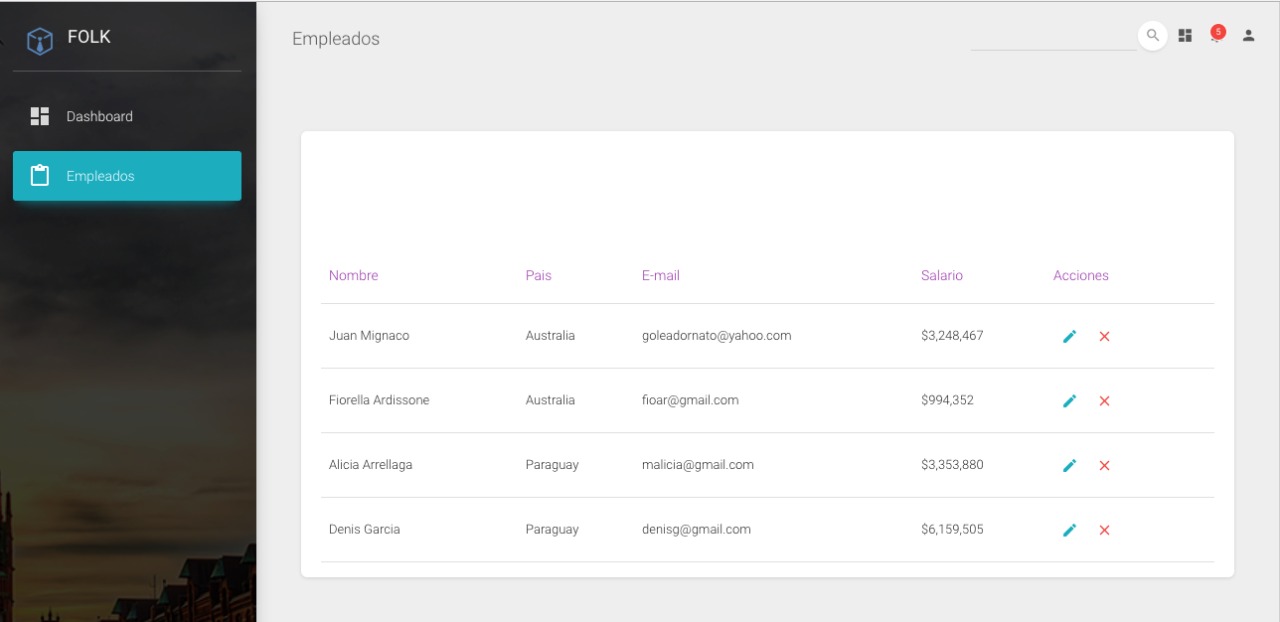 FOLK
Dashboard
Empleados
Empleados
5
Nombre Pais E-mail Salario Acciones
Juan Mignaco Australia goleadornato@yahoo.com $3,248,467
Fiorella Ardissone Australia fioar@gmail.com $994,352
Alicia Arrellaga Paraguay malicia@gmail.com $3,353,880
Denis Garcia Paraguay denisg@gmail.com $6,159,505